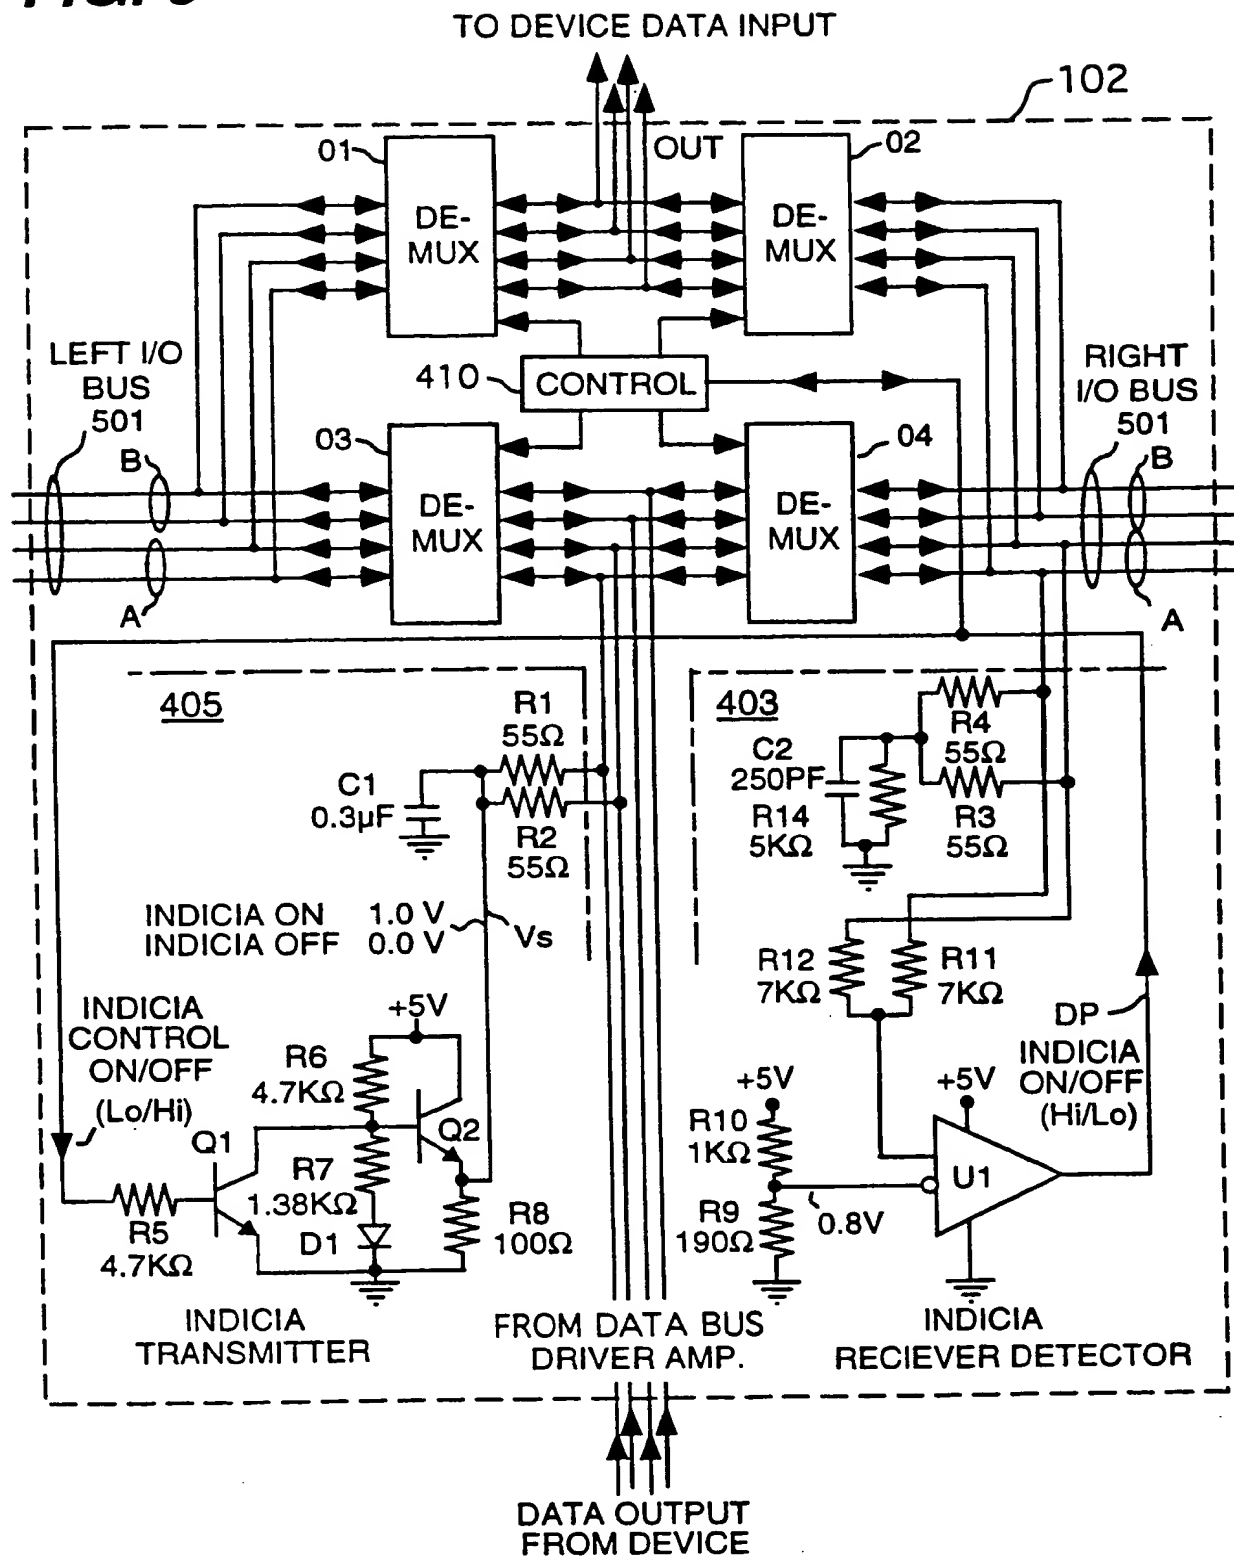 TO DEVICE DATA INPUT
102
01
OUT
02
DE-
MUX
DE-
MUX
LEFT I/O
BUS
501
410
CONTROL
RIGHT
I/O BUS
501
03
04
B
B
DE-
MUX
DE-
MUX
A
A
405
403
R1
55Ω
C1
0.3µF
R2
55Ω
R4
55Ω
C2
250PF
R14
5KΩ
R3
55Ω
INDICIA ON 1.0 V
INDICIA OFF 0.0 V
Vs
R12
7KΩ
R11
7KΩ
INDICIA
CONTROL
ON/OFF
(Lo/Hi)
+5V
R6
4.7KΩ
DP
INDICIA
ON/OFF
(Hi/Lo)
+5V
+5V
R10
1KΩ
Q1
Q2
R7
1.38KΩ
U1
R5
4.7KΩ
D1
R8
100Ω
R9
190Ω
0.8V
INDICIA
TRANSMITTER
FROM DATA BUS
DRIVER AMP.
INDICIA
RECIEVER DETECTOR
DATA OUTPUT
FROM DEVICE